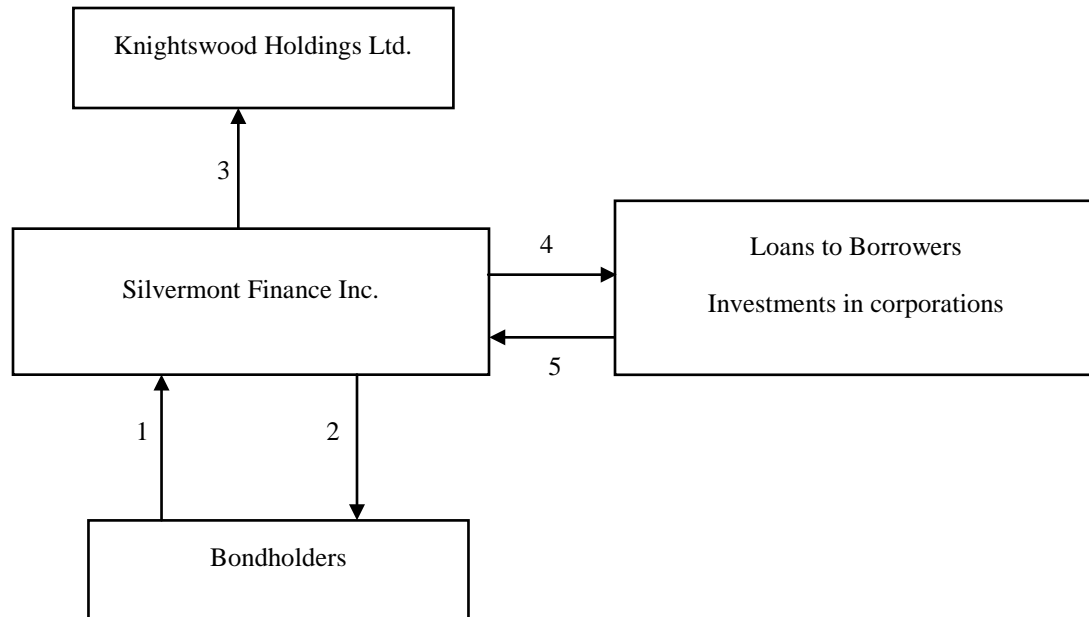 Knightswood Holdings Ltd.
3
Silvermont Finance Inc.
4
Loans to Borrowers
Investments in corporations
5
1
2
Bondholders